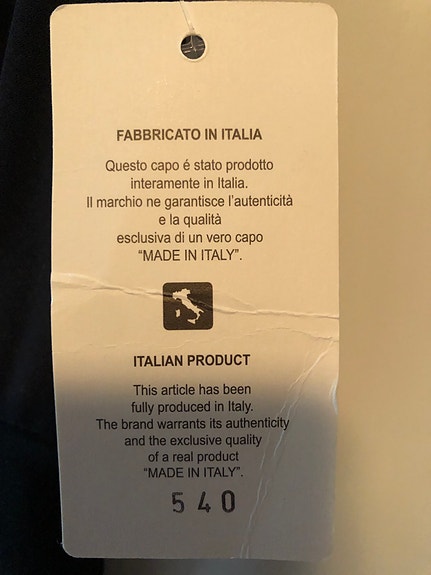 FABBRICATO IN ITALIA
Questo capo é stato prodotto
interamente in Italia.
Il marchio ne garantisce l'autenticità
e la qualità
esclusiva di un vero capo
“MADE IN ITALY”.
ITALIAN PRODUCT
This article has been
fully produced in Italy.
The brand warrants its authenticity
and the exclusive quality
of a real product
“MADE IN ITALY”.
540